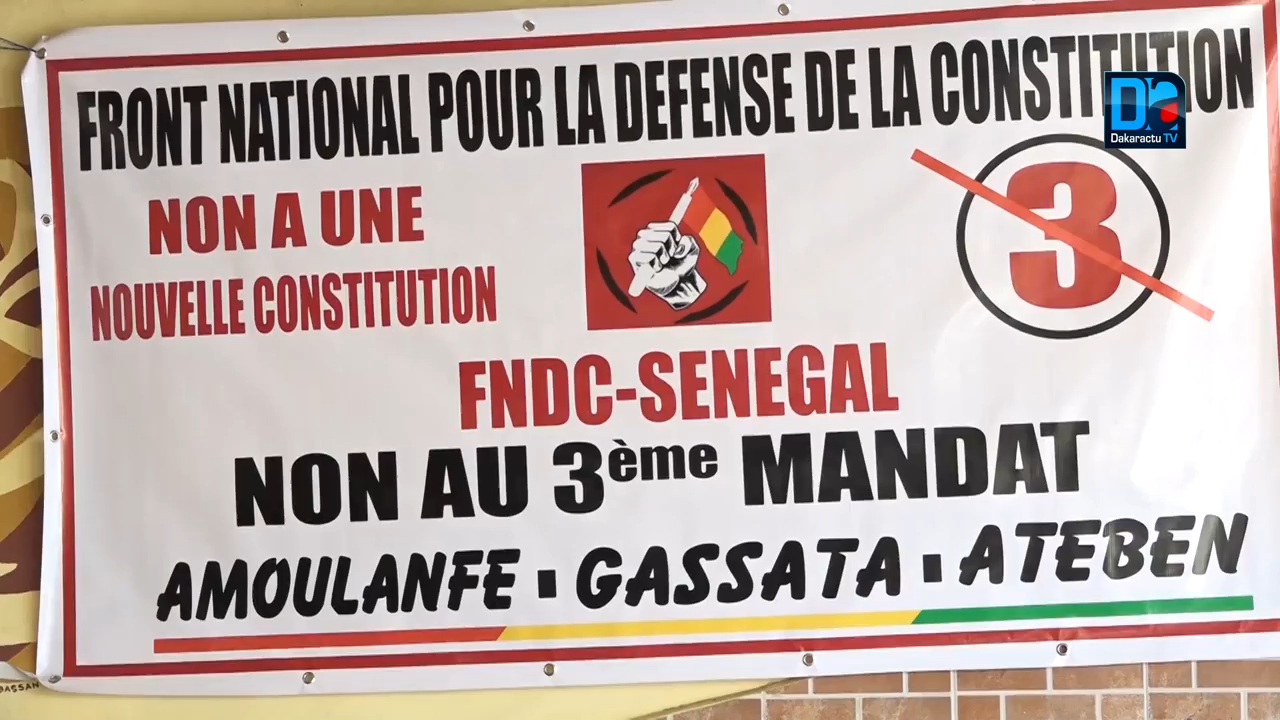 FRONT NATIONAL POUR LA DEFENSE DE LA CONSTITUTION
Dakaractu TV
NON A UNE
NOUVELLE CONSTITUTION
3
FNDC-SENEGAL
NON AU 3ème MANDAT
AMOULANFE ▪ GASSATA ▪ ATEBEN